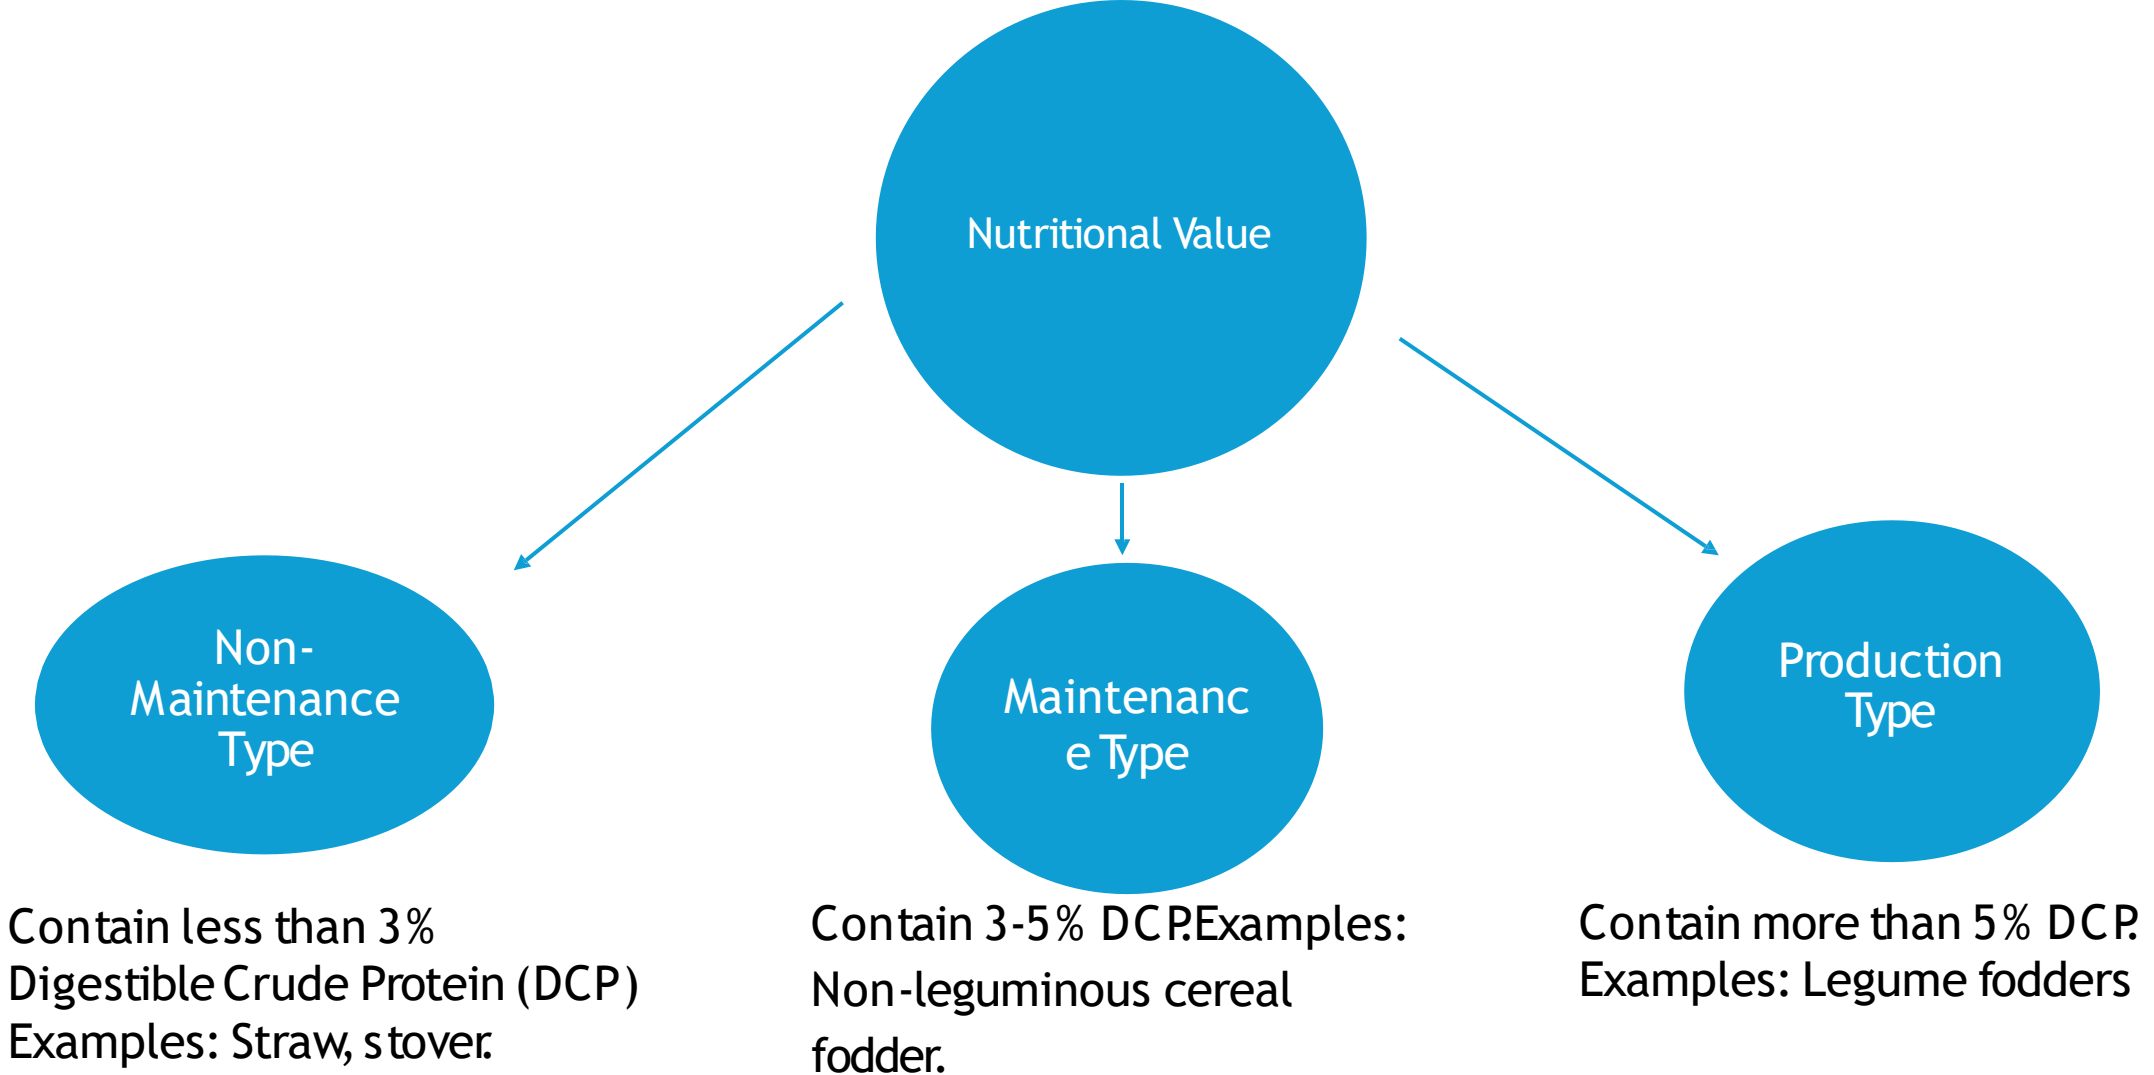 Nutritional Value
Non-
Maintenance
Type
Maintenanc
e Type
Production
Type
Contain less than 3%
Digestible Crude Protein (DCP)
Examples: Straw, stover.
Contain 3-5% DCP.Examples:
Non-leguminous cereal
fodder.
Contain more than 5% DCP.
Examples: Legume fodders